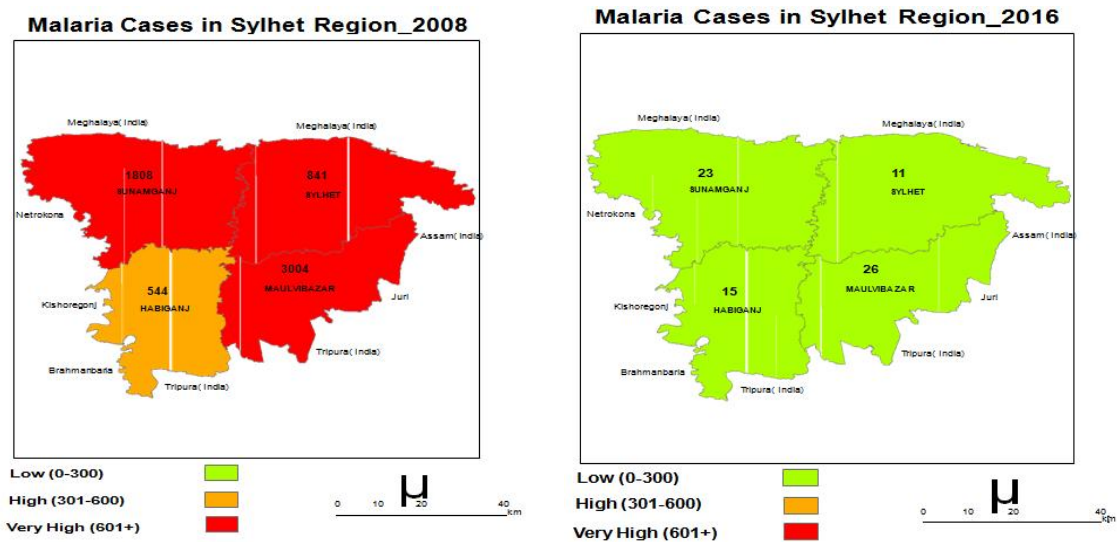 Malaria Cases in Sylhet Region_2008
Meghalaya( India)
Meghalaya( India)
1808
SUNAMGANJ
841
SYLHET
Netrokona
Assam( India)
3004
MAULVIBAZAR
544
HABIGANJ
Kishoregonj
Juri
Tripura( India)
Brahmanbaria
Tripura( India)
Low (0-300)
High (301-600)
Very High (601+)
μ
0 10 20 40
km
Malaria Cases in Sylhet Region_2016
Meghalaya( India)
Meghalaya( India)
23
SUNAMGANJ
11
SYLHET
Netrokona
Assam( India)
26
MAULVIBAZAR
15
HABIGANJ
Kishoregonj
Juri
Tripura( India)
Brahmanbaria
Tripura( India)
Low (0-300)
High (301-600)
Very High (601+)
μ
0 10 20 40
km